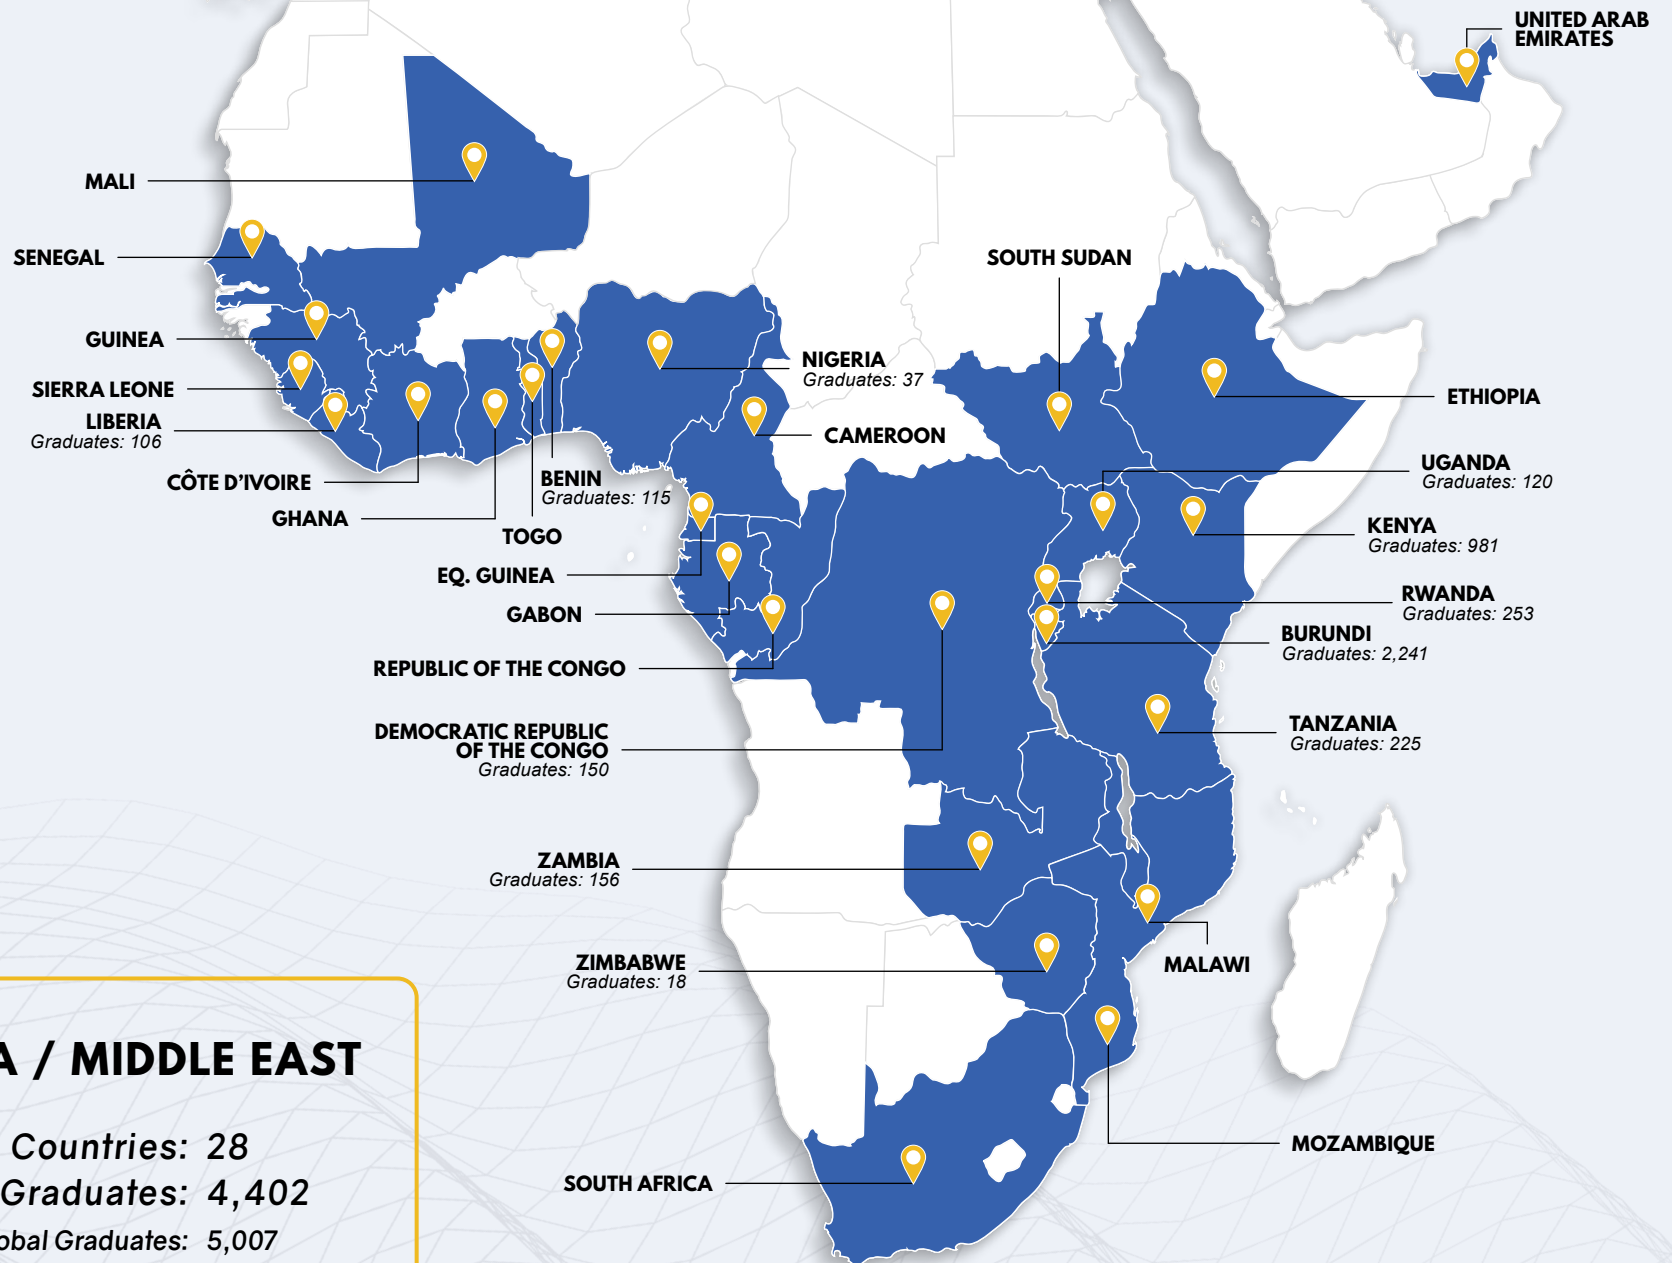 UNITED ARAB
EMIRATES
MALI
SENEGAL
SOUTH SUDAN
GUINEA
SIERRA LEONE
LIBERIA
Graduates: 106
NIGERIA
Graduates: 37
ETHIOPIA
CAMEROON
CÔTE D'IVOIRE
GHANA
BENIN
Graduates: 115
TOGO
UGANDA
Graduates: 120
KENYA
Graduates: 981
EQ. GUINEA
GABON
RWANDA
Graduates: 253
BURUNDI
Graduates: 2,241
REPUBLIC OF THE CONGO
DEMOCRATIC REPUBLIC
OF THE CONGO
Graduates: 150
TANZANIA
Graduates: 225
ZAMBIA
Graduates: 156
ZIMBABWE
Graduates: 18
MALAWI
MOZAMBIQUE
SOUTH AFRICA
A / MIDDLE EAST
Countries: 28
Graduates: 4,402
obal Graduates: 5,007